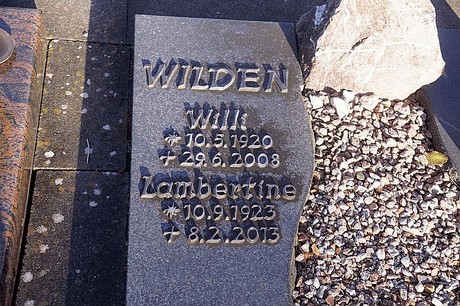 WILDEN
Willi
* 10.5.1920
+ 29.6.2008
Lambertine
* 10.9.1923
+ 8.2.2013